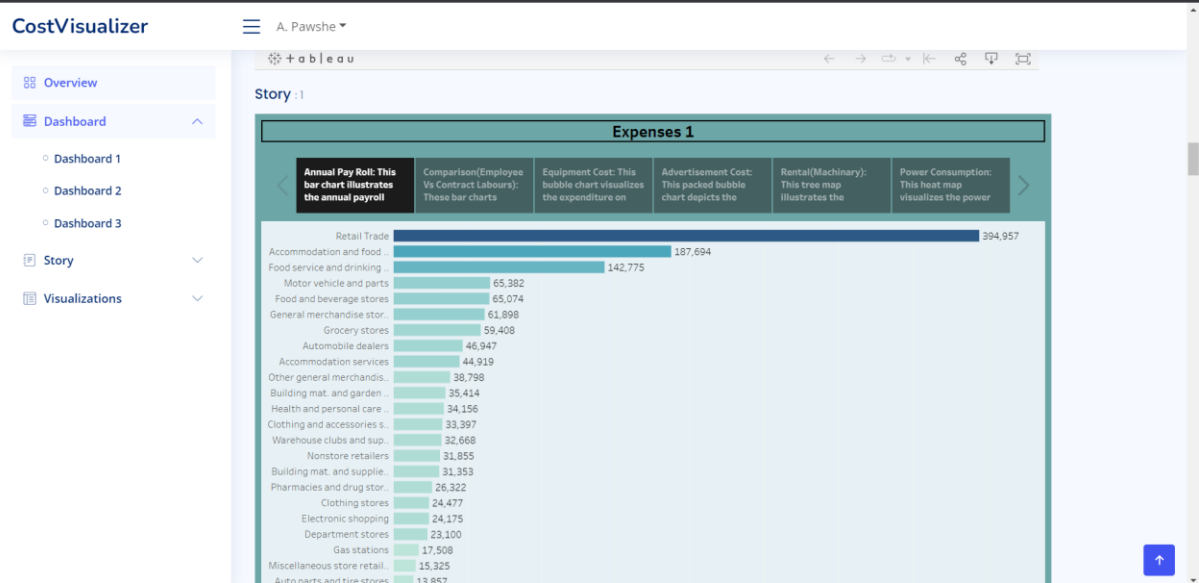 CostVisualizer
A. Pawshe
Overview
Dashboard
Dashboard 1
Dashboard 2
Dashboard 3
Story
Visualizations
+ a b l e a u
Story : 1
Expenses 1
Annual Pay Roll: This
bar chart illustrates
the annual payroll
Comparison(Employee
Vs Contract Labours):
These bar charts
Equipment Cost: This
bubble chart visualizes
the expenditure on
Advertisement Cost:
This packed bubble
chart depicts the
Rental(Machinery):
This tree map
illustrates the
Power Consumption:
This heat map
visualizes the power
Retail Trade 394,957
Accommodation and food .. 187,694
Food service and drinking .. 142,775
Motor vehicle and parts 65,382
Food and beverage stores 65,074
General merchandise stor.. 61,898
Grocery stores 59,408
Automobile dealers 46,947
Accommodation services 44,919
Other general merchandis.. 38,798
Building mat. and garden .. 35,414
Health and personal care .. 34,156
Clothing and accessories s.. 33,397
Warehouse clubs and sup.. 32,668
Nonstore retailers 31,855
Building mat. and supplie.. 31,353
Pharmacies and drug stor.. 26,322
Clothing stores 24,477
Electronic shopping 24,175
Department stores 23,100
Gas stations 17,508
Miscellaneous store retail.. 15,325
Auto parts and tire stores 13,857